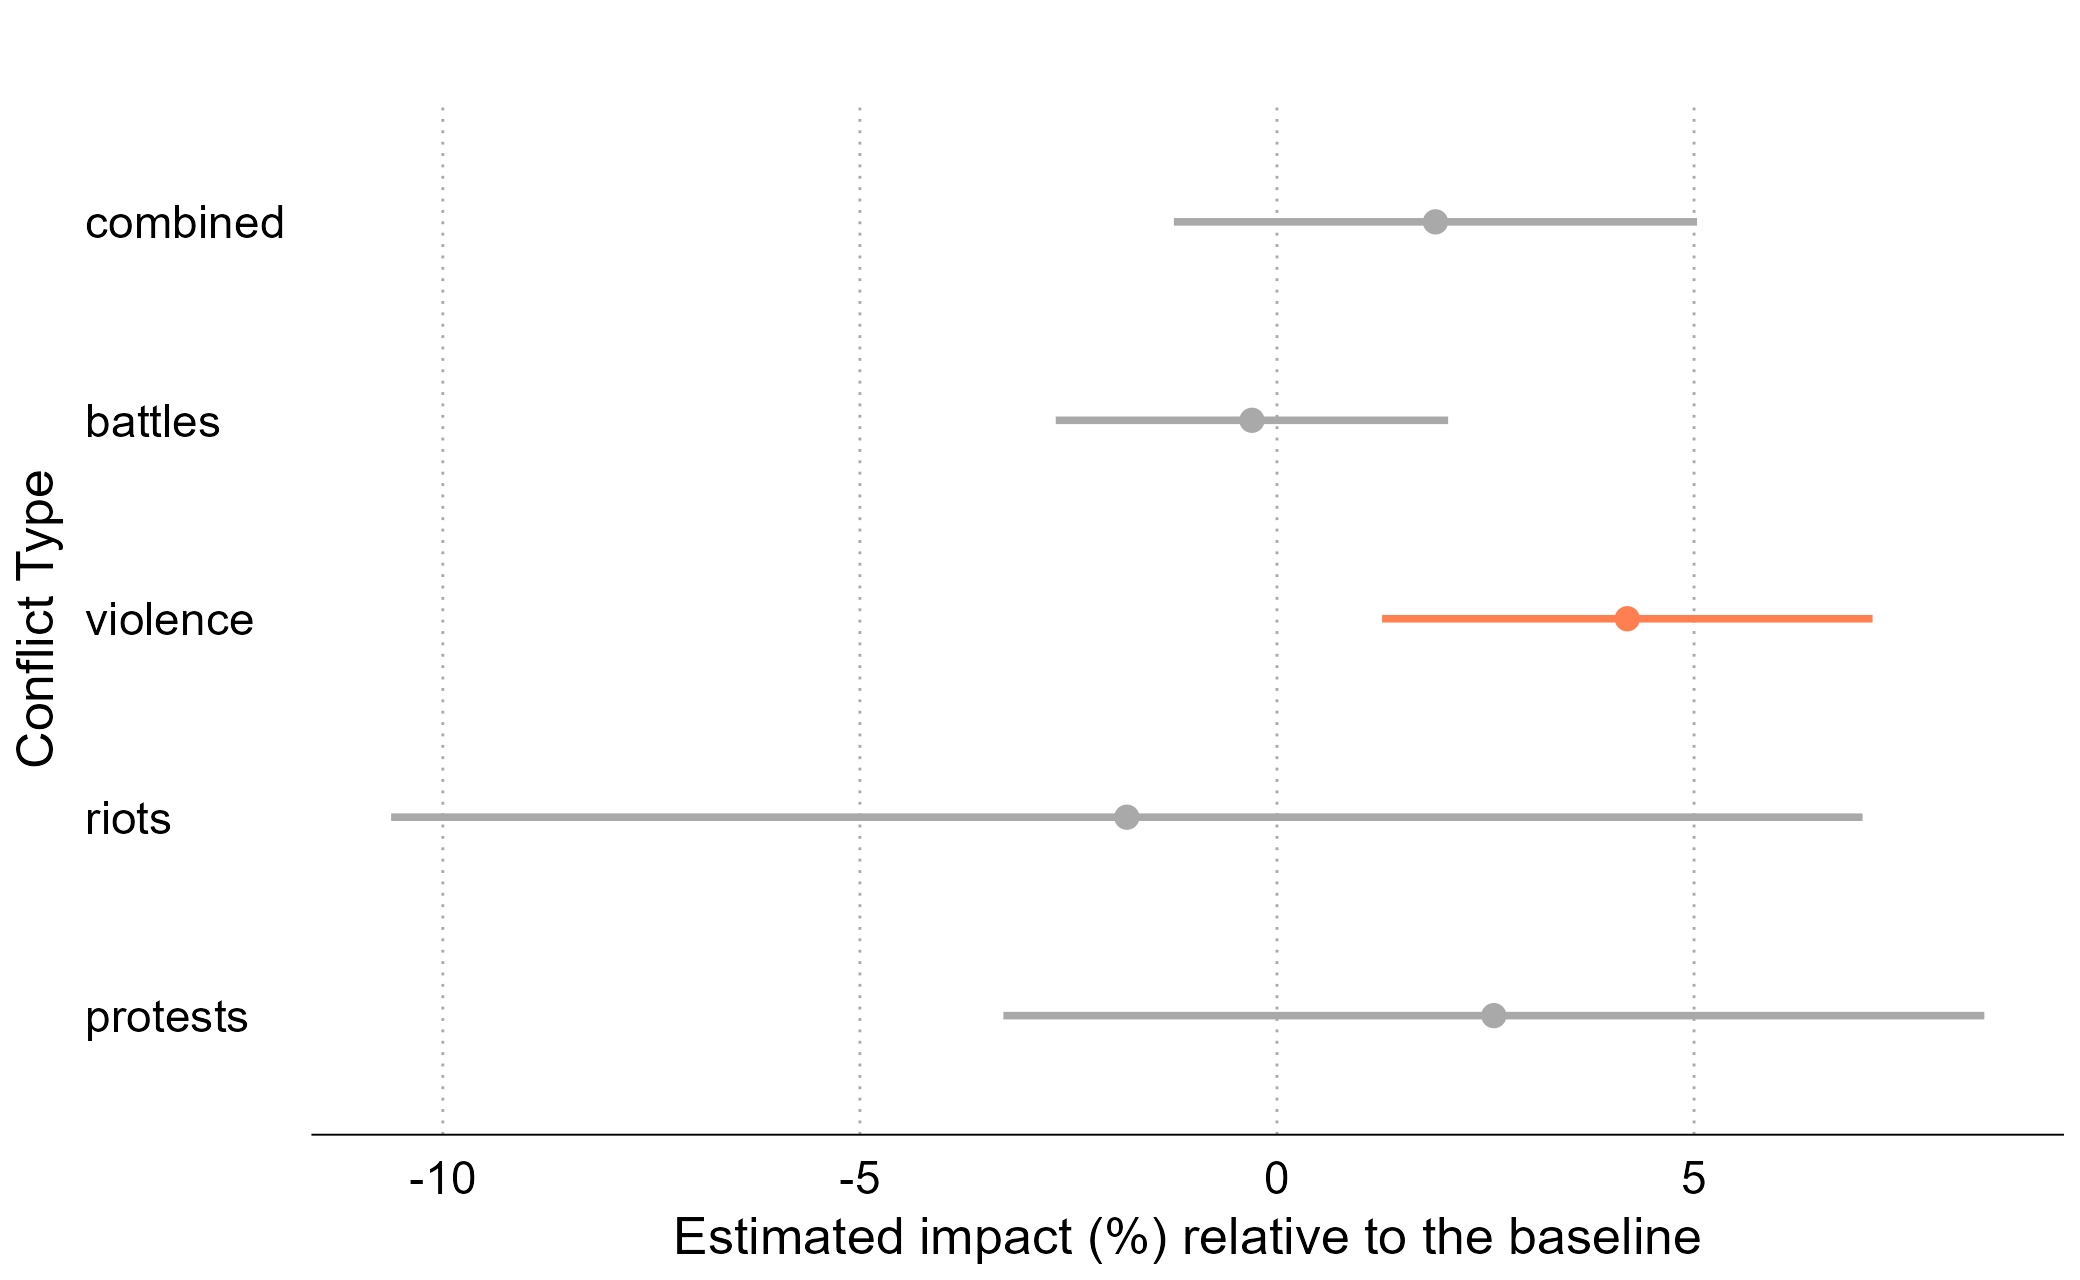 Conflict Type
combined
battles
violence
riots
protests
-10 -5 0 5
Estimated impact (%) relative to the baseline